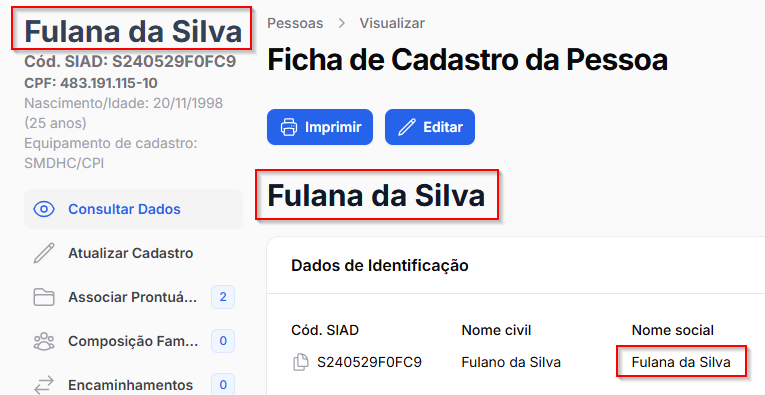 Fulana da Silva
Cód. SIAD: S240529F0FC9
CPF: 483.191.115-10
Nascimento/Idade: 20/11/1998
(25 anos)
Equipamento de cadastro:
SMDHC/CPI
Consultar Dados
Atualizar Cadastro
Associar Prontuá... 2
Composição Fam... 0
Encaminhamentos 0
Pessoas > Visualizar
Ficha de Cadastro da Pessoa
Imprimir Editar
Fulana da Silva
Dados de Identificação
Cód. SIAD Nome civil Nome social
S240529F0FC9 Fulano da Silva Fulana da Silva